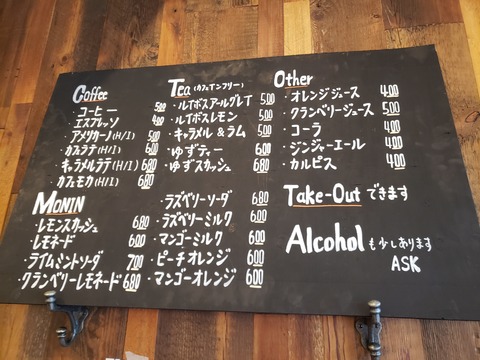 Coffee
コーヒー 500
エスプレッソ 400
・アメリカーノ(H/I) 500
・カフェラテ(H/I) 600
・キャラメルラテ(H/I) 680
・カフェモカ(H/I) 680
Tea (カフェインフリー)
・ルイボスアールグレイ 500
・ルイボスレモン 500
・キャラメル&ラム 500
・ゆずティー 600
・ゆずスカッシュ 680
Other
・オレンジジュース 400
・クランベリージュース 500
・コーラ 400
・ジンジャーエール 400
・カルピス 400
MONIN
・レモンスカッシュ 680
・レモネード 600
・ライムミントソーダ 700
・クランベリーレモネード 680
・ラズベリーソーダ 680
・ラズベリーミルク 600
・マンゴーミルク 600
・ピーチオレンジ 600
・マンゴーオレンジ 600
Take-Out できます
Alcohol も少しあります
ASK